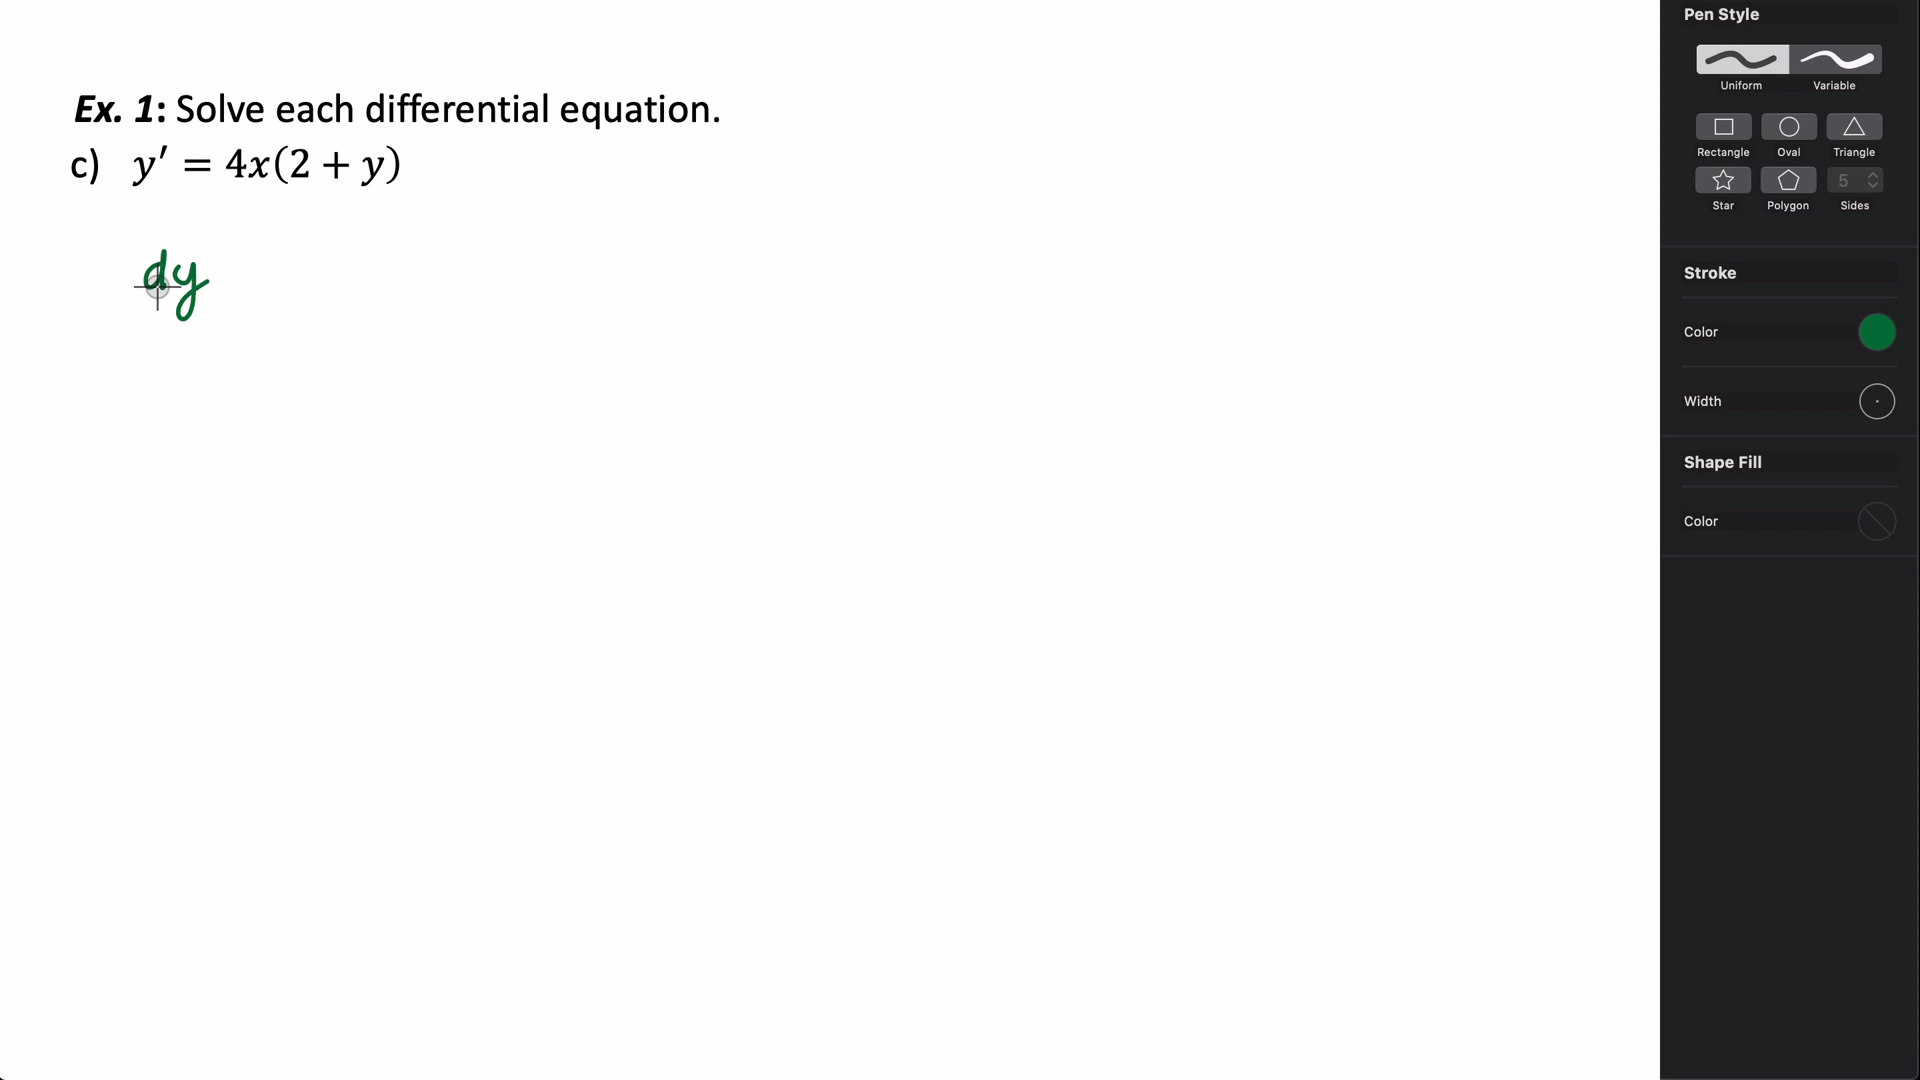 Ex. 1: Solve each differential equation.
c) y′ = 4x(2 + y)
dy
Pen Style
Uniform Variable
Rectangle Oval Triangle
5
Star Polygon Sides
Stroke
Color
Width
Shape Fill
Color